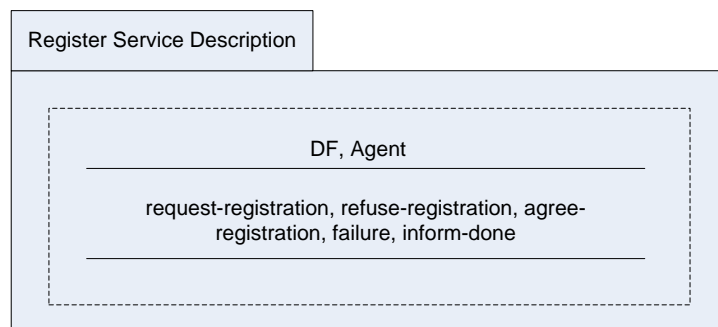 Register Service Description
DF, Agent
request-registration, refuse-registration, agree-
registration, failure, inform-done